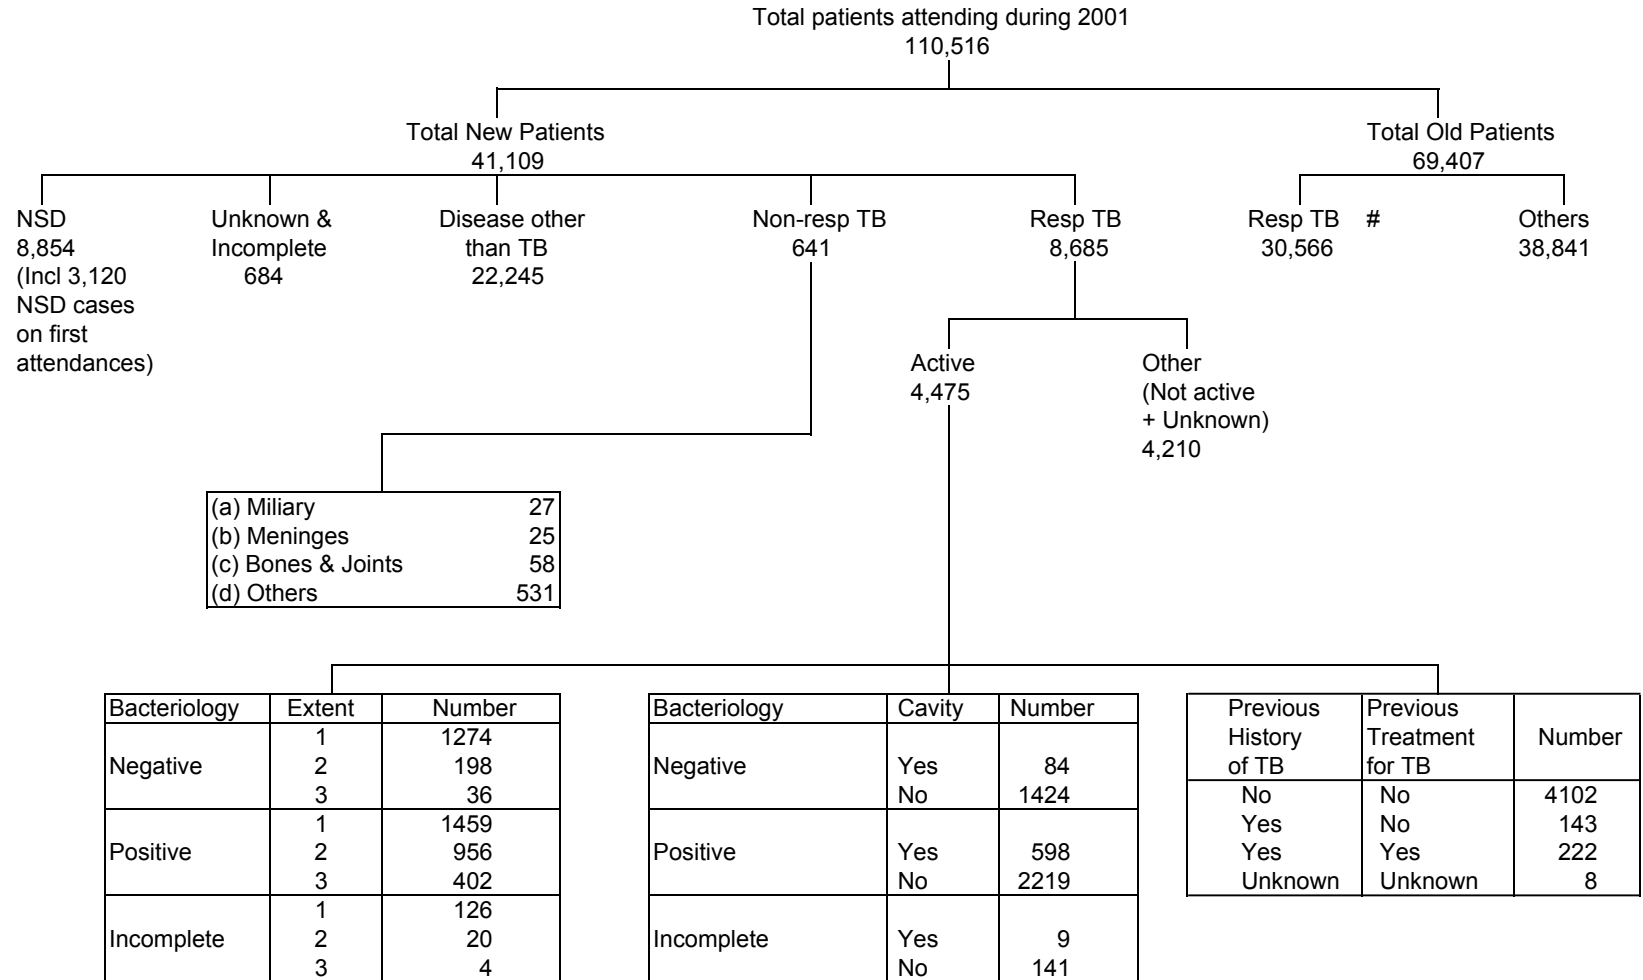 Total patients attending during 2001
110,516
Total New Patients
41,109
Total Old Patients
69,407
NSD
8,854
(Incl 3,120
NSD cases
on first
attendances)
Unknown &
Incomplete
684
Disease other
than TB
22,245
Non-resp TB
641
Resp TB
8,685
Resp TB #
30,566
Others
38,841
Active
4,475
Other
(Not active
+ Unknown)
4,210
(a) Miliary 27
(b) Meninges 25
(c) Bones & Joints 58
(d) Others 531
Bacteriology Extent Number
1 1274
Negative 2 198
3 36
1 1459
Positive 2 956
3 402
1 126
Incomplete 2 20
3 4
Bacteriology Cavity Number
Negative Yes 84
No 1424
Positive Yes 598
No 2219
Incomplete Yes 9
No 141
Previous Previous
History Treatment Number
of TB for TB
No No 4102
Yes No 143
Yes Yes 222
Unknown Unknown 8